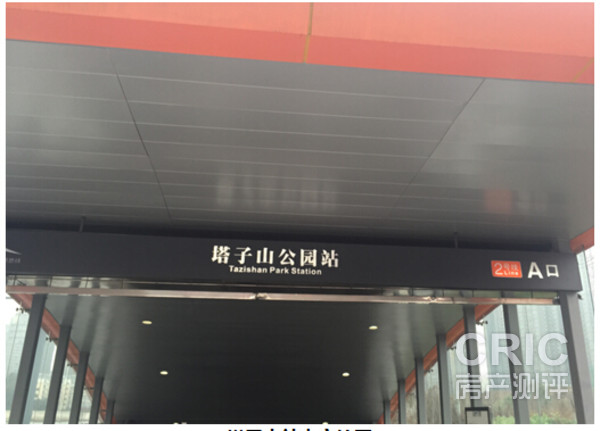 塔子山公园站
Tazishan Park Station
2号线
Line
A口
CRIC
房产测评